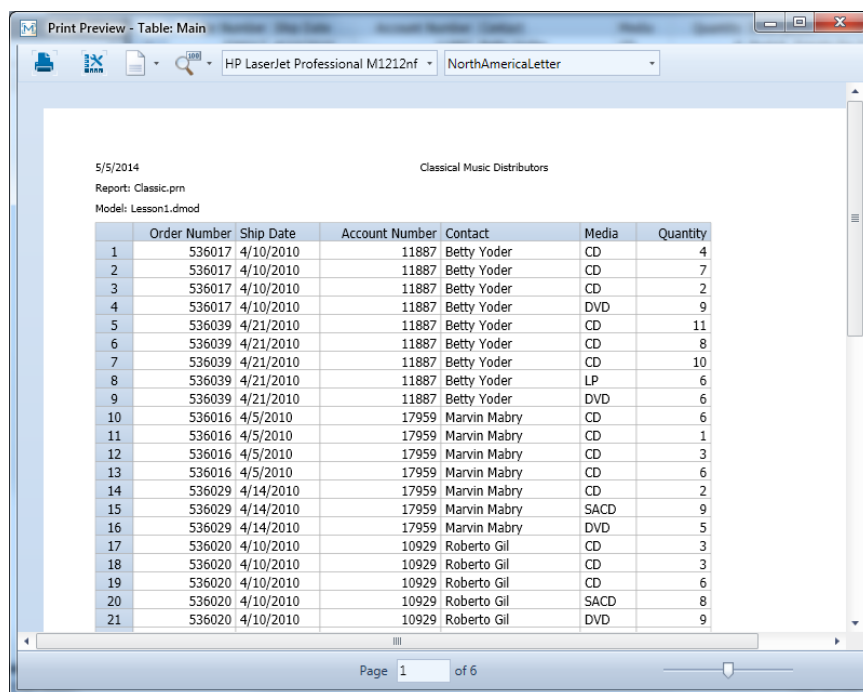 Print Preview - Table: Main
100
HP LaserJet Professional M1212nf
NorthAmericaLetter
5/5/2014 Classical Music Distributors
Report: Classic.prn
Model: Lesson1.dmod
Order Number Ship Date Account Number Contact Media Quantity
1 536017 4/10/2010 11887 Betty Yoder CD 4
2 536017 4/10/2010 11887 Betty Yoder CD 7
3 536017 4/10/2010 11887 Betty Yoder CD 2
4 536017 4/10/2010 11887 Betty Yoder DVD 9
5 536039 4/21/2010 11887 Betty Yoder CD 11
6 536039 4/21/2010 11887 Betty Yoder CD 8
7 536039 4/21/2010 11887 Betty Yoder CD 10
8 536039 4/21/2010 11887 Betty Yoder LP 6
9 536039 4/21/2010 11887 Betty Yoder DVD 6
10 536016 4/5/2010 17959 Marvin Mabry CD 6
11 536016 4/5/2010 17959 Marvin Mabry CD 1
12 536016 4/5/2010 17959 Marvin Mabry CD 3
13 536016 4/5/2010 17959 Marvin Mabry CD 6
14 536029 4/14/2010 17959 Marvin Mabry CD 2
15 536029 4/14/2010 17959 Marvin Mabry SACD 9
16 536029 4/14/2010 17959 Marvin Mabry DVD 5
17 536020 4/10/2010 10929 Roberto Gil CD 3
18 536020 4/10/2010 10929 Roberto Gil CD 3
19 536020 4/10/2010 10929 Roberto Gil CD 6
20 536020 4/10/2010 10929 Roberto Gil SACD 8
21 536020 4/10/2010 10929 Roberto Gil DVD 9
Page 1 of 6